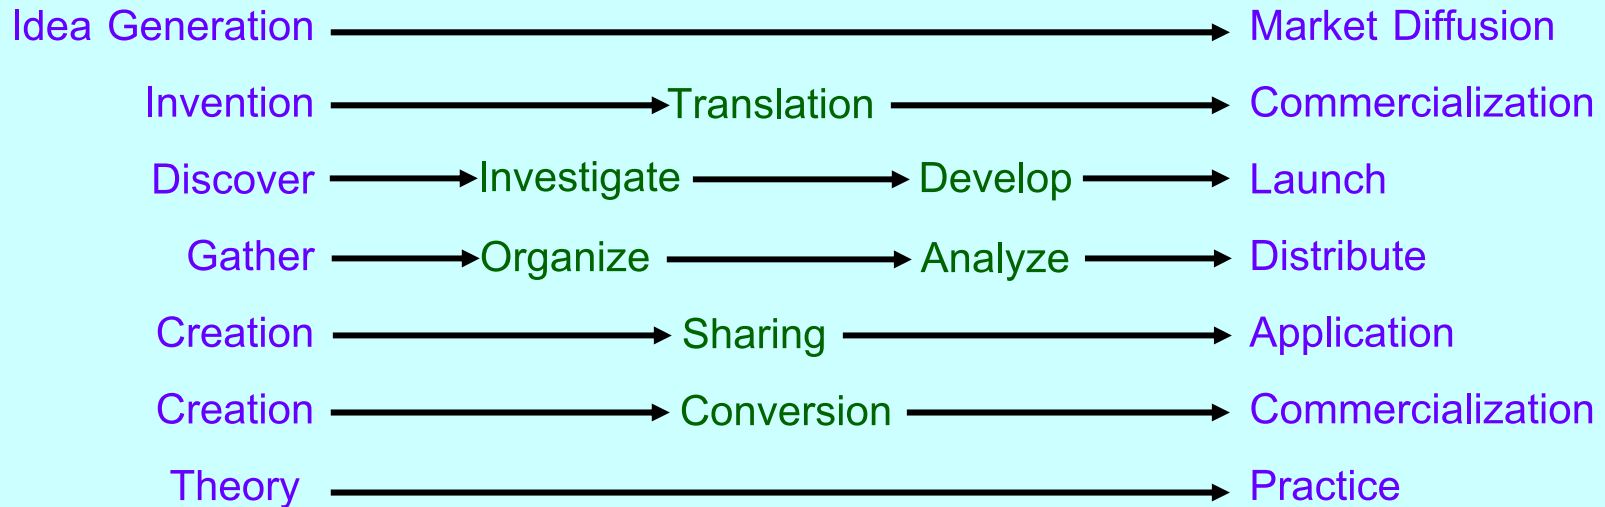 Idea Generation Market Diffusion
Invention Translation Commercialization
Discover Investigate Develop Launch
Gather Organize Analyze Distribute
Creation Sharing Application
Creation Conversion Commercialization
Theory Practice